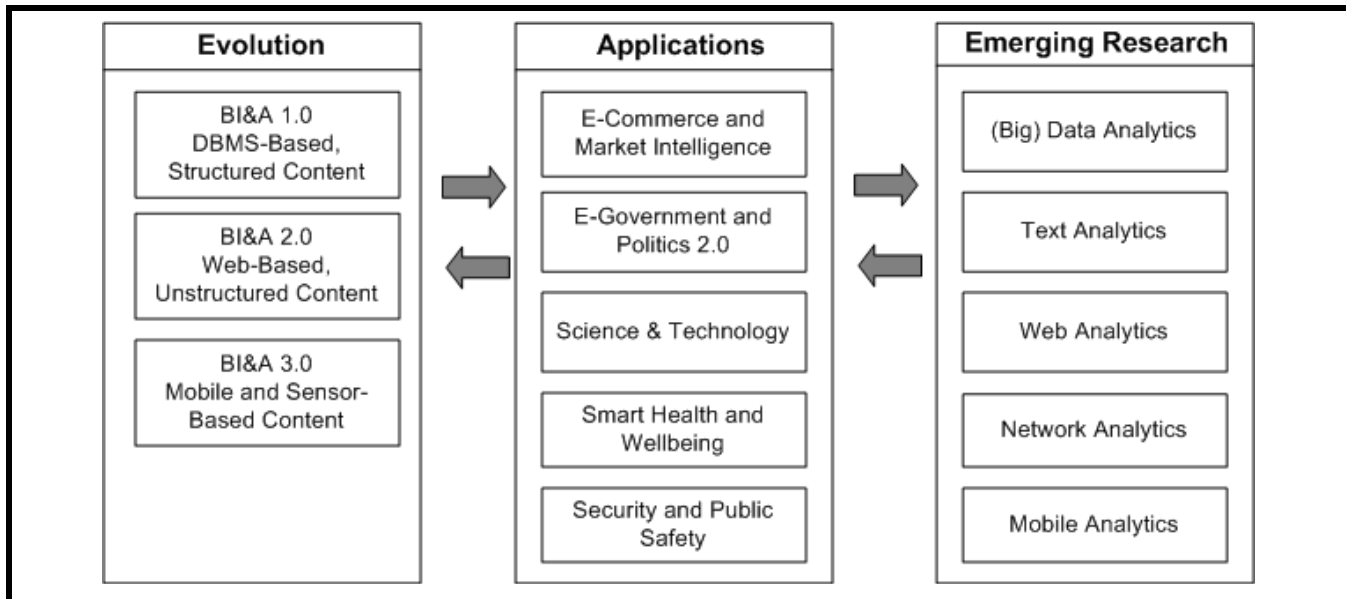 Evolution
BI&A 1.0
DBMS-Based,
Structured Content
BI&A 2.0
Web-Based,
Unstructured Content
BI&A 3.0
Mobile and Sensor-
Based Content
Applications
E-Commerce and
Market Intelligence
E-Government and
Politics 2.0
Science & Technology
Smart Health and
Wellbeing
Security and Public
Safety
Emerging Research
(Big) Data Analytics
Text Analytics
Web Analytics
Network Analytics
Mobile Analytics